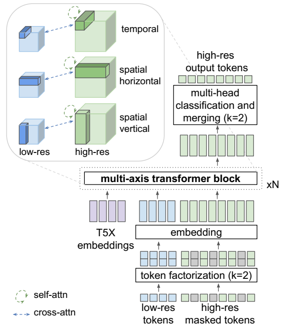 temporal
spatial
horizontal
spatial
vertical
low-res
high-res
high-res
output tokens
multi-head
classification and
merging (k=2)
multi-axis transformer block
xN
T5X
embeddings
embedding
token factorization (k=2)
low-res
tokens
high-res
masked tokens
self-attn
cross-attn